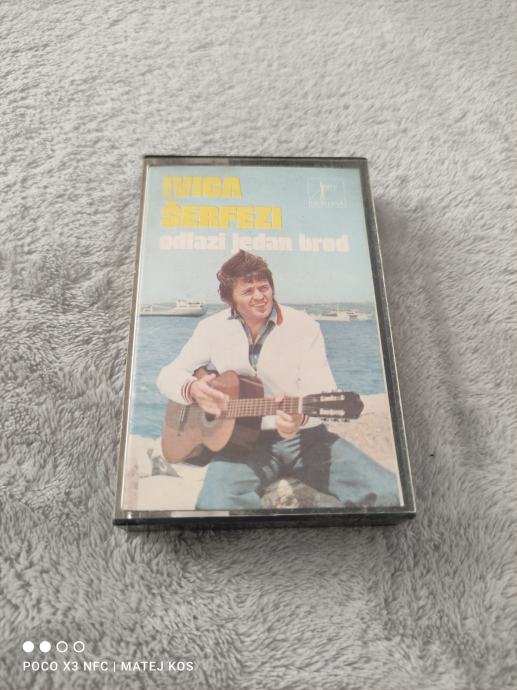 IVICA
ŠERFEZI
odlazi jedan brod
POCO X3 NFC | MATEJ KOS